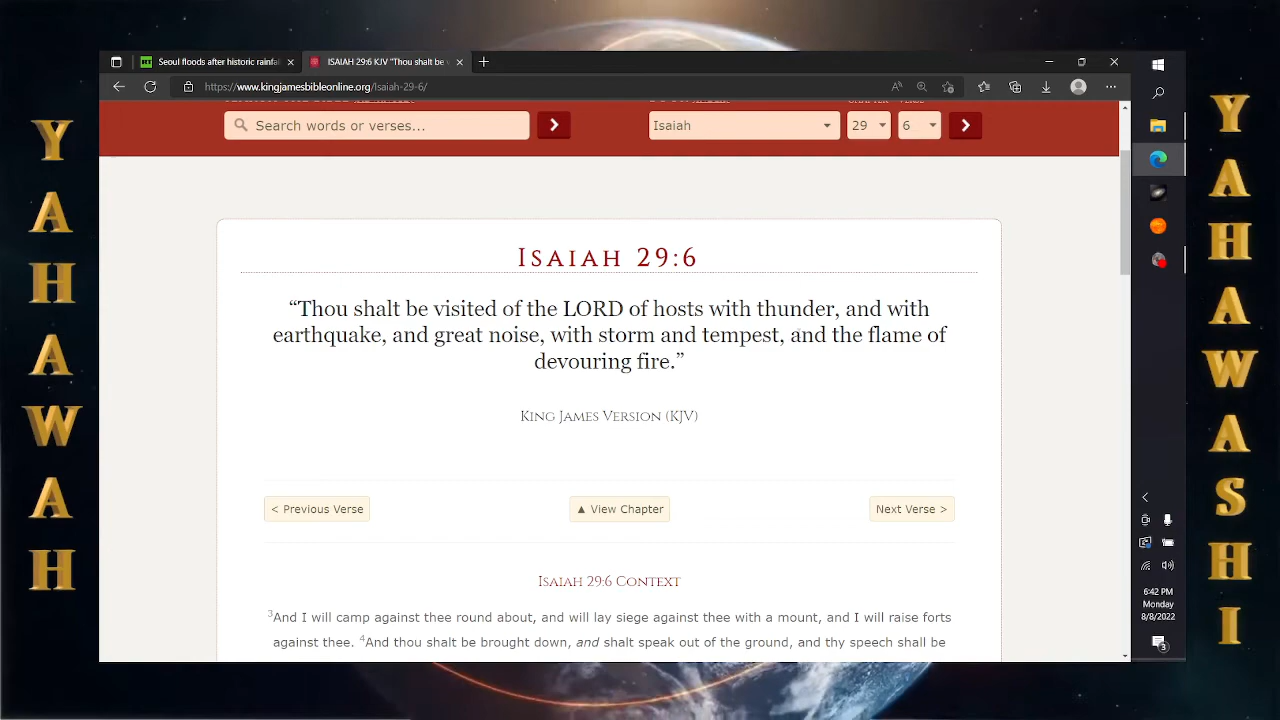 YAHAWAH
RT Seoul floods after historic rainfal
ISAIAH 29:6 KJV "Thou shalt be v
https://www.kingjamesbibleonline.org/Isaiah-29-6/
Search words or verses...
Isaiah
29
6
ISAIAH 29:6
“Thou shalt be visited of the LORD of hosts with thunder, and with
earthquake, and great noise, with storm and tempest, and the flame of
devouring fire.”
KING JAMES VERSION (KJV)
< Previous Verse
▲ View Chapter
Next Verse >
ISAIAH 29:6 CONTEXT
3And I will camp against thee round about, and will lay siege against thee with a mount, and I will raise forts
against thee. 4And thou shalt be brought down, and shalt speak out of the ground, and thy speech shall be
6:42 PM
Monday
8/8/2022
3
YAHAWASHI